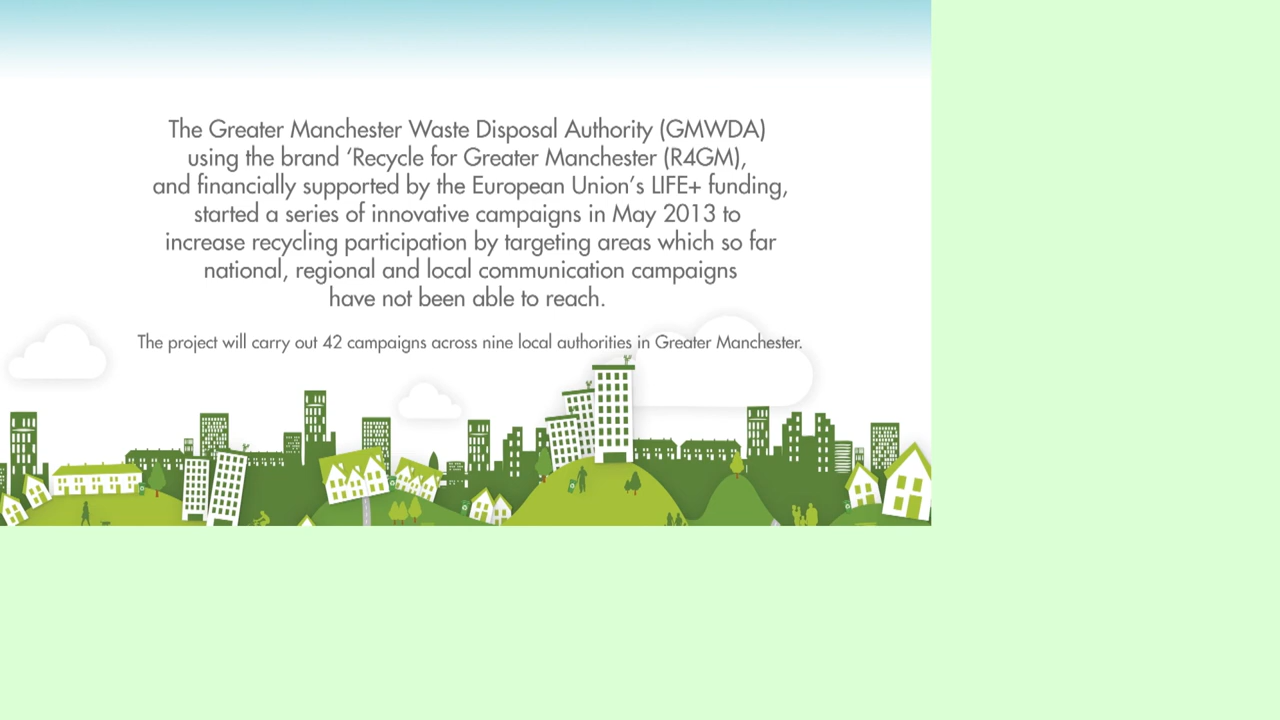 The Greater Manchester Waste Disposal Authority (GMWDA)
using the brand ‘Recycle for Greater Manchester (R4GM),
and financially supported by the European Union’s LIFE+ funding,
started a series of innovative campaigns in May 2013 to
increase recycling participation by targeting areas which so far
national, regional and local communication campaigns
have not been able to reach.
The project will carry out 42 campaigns across nine local authorities in Greater Manchester.